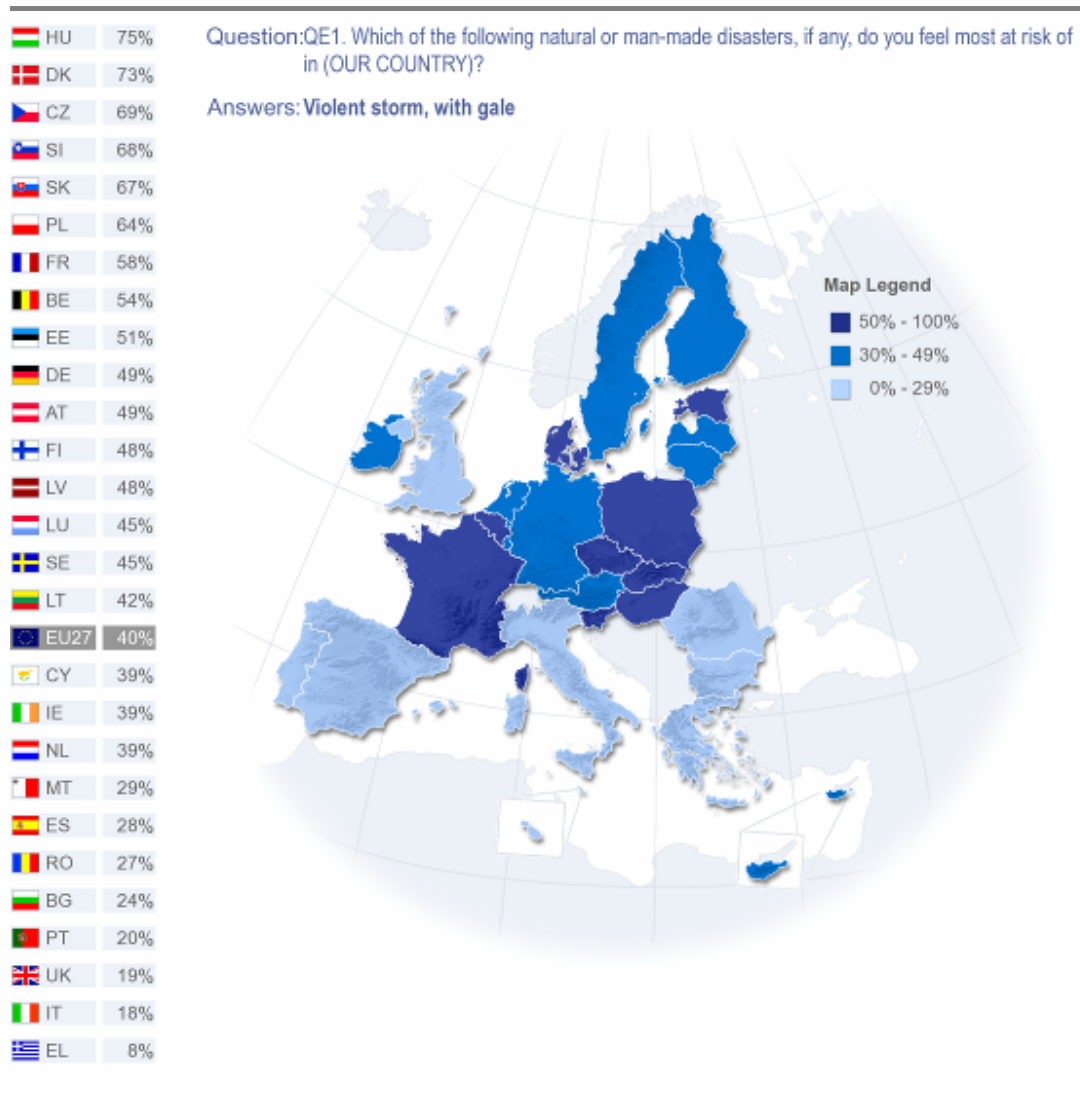 HU 75%
DK 73%
CZ 69%
SI 68%
SK 67%
PL 64%
FR 58%
BE 54%
EE 51%
DE 49%
AT 49%
FI 48%
LV 48%
LU 45%
SE 45%
LT 42%
EU27 40%
CY 39%
IE 39%
NL 39%
MT 29%
ES 28%
RO 27%
BG 24%
PT 20%
UK 19%
IT 18%
EL 8%
Question:QE1. Which of the following natural or man-made disasters, if any, do you feel most at risk of
in (OUR COUNTRY)?
Answers: Violent storm, with gale
Map Legend
50% - 100%
30% - 49%
0% - 29%